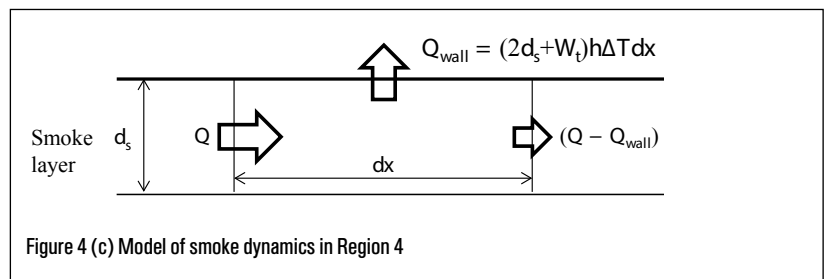 Q_wall = (2d_s+W_t)hΔTdx
Smoke layer
d_s
Q
(Q − Q_wall)
dx
Figure 4 (c) Model of smoke dynamics in Region 4